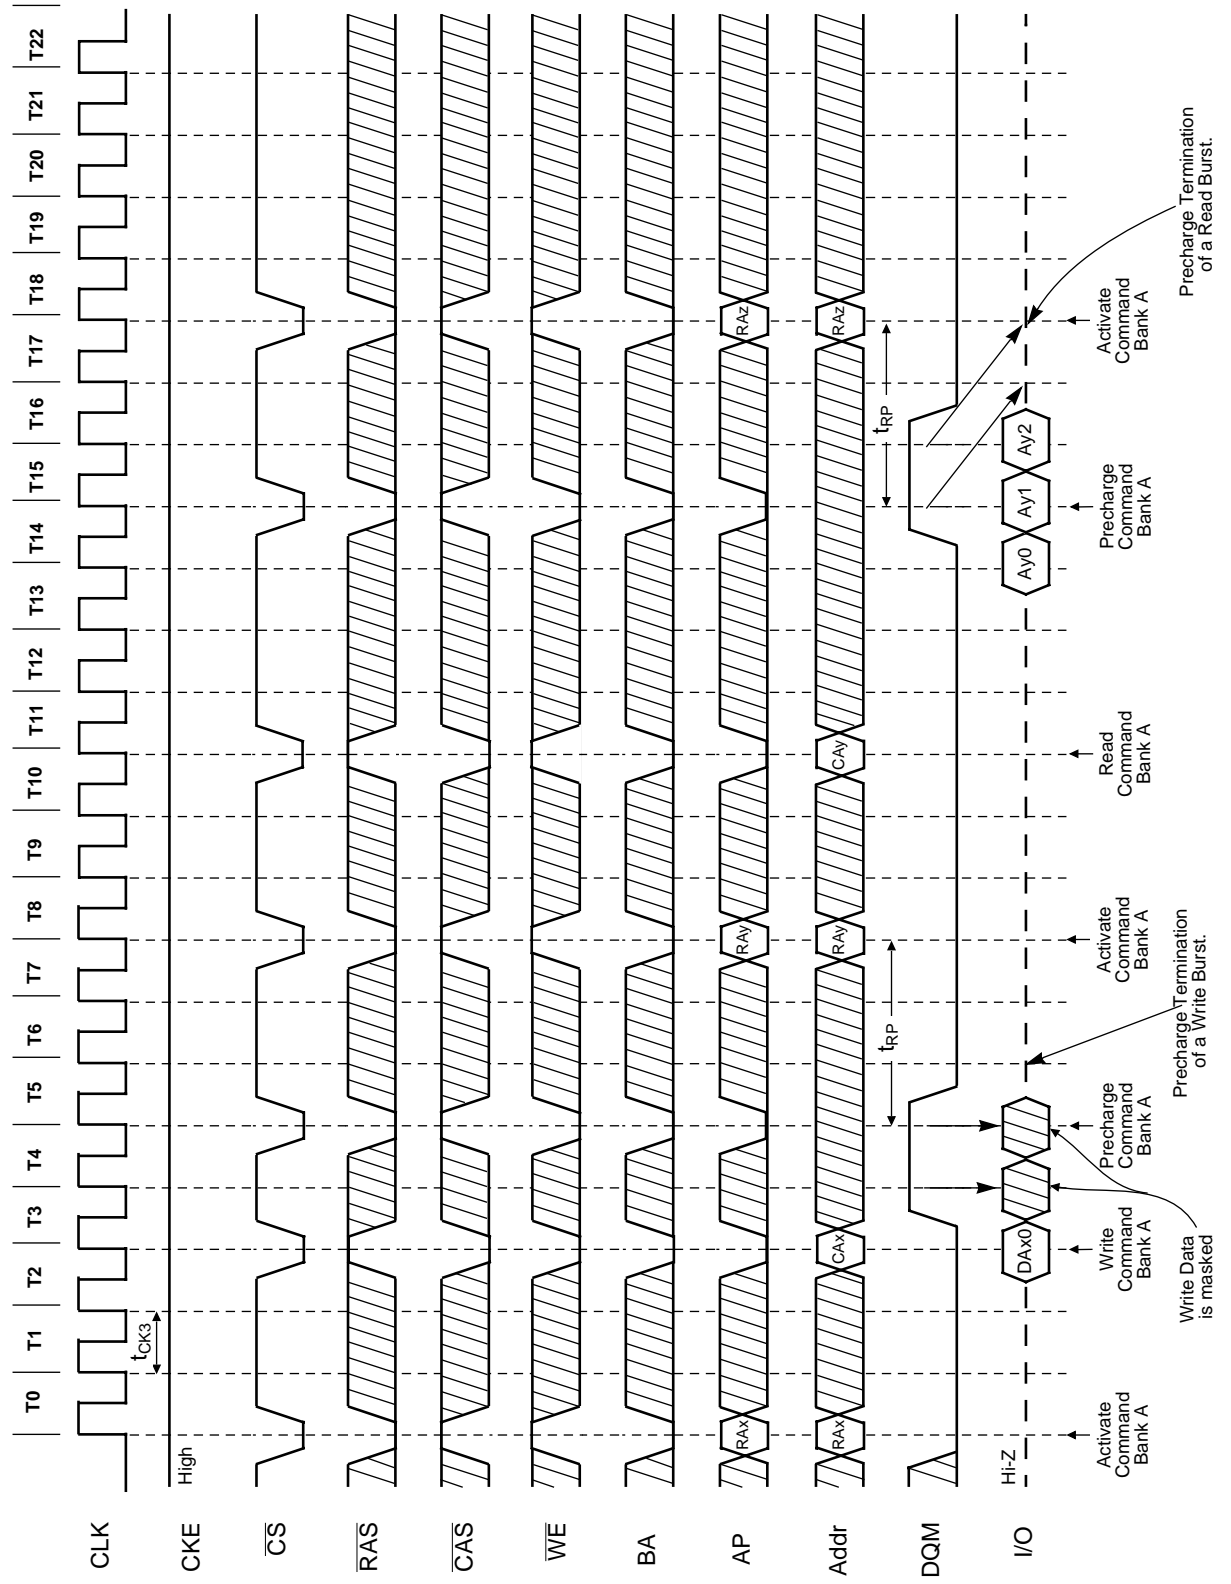 T0 T1 T2 T3 T4 T5 T6 T7 T8 T9 T10 T11 T12 T13 T14 T15 T16 T17 T18 T19 T20 T21 T22
CLK
tCK3
CKE
High
CS
RAS
CAS
WE
BA
AP
RAx
RAy
RAz
Addr
RAx
CAx
RAy
CAy
RAz
tRP
tRP
DQM
I/O
Hi-Z
DAx0
Ay0
Ay1
Ay2
Activate
Command
Bank A
Write
Command
Bank A
Precharge
Command
Bank A
Activate
Command
Bank A
Read
Command
Bank A
Precharge
Command
Bank A
Activate
Command
Bank A
Write Data
is masked
Precharge Termination
of a Write Burst.
Precharge Termination
of a Read Burst.